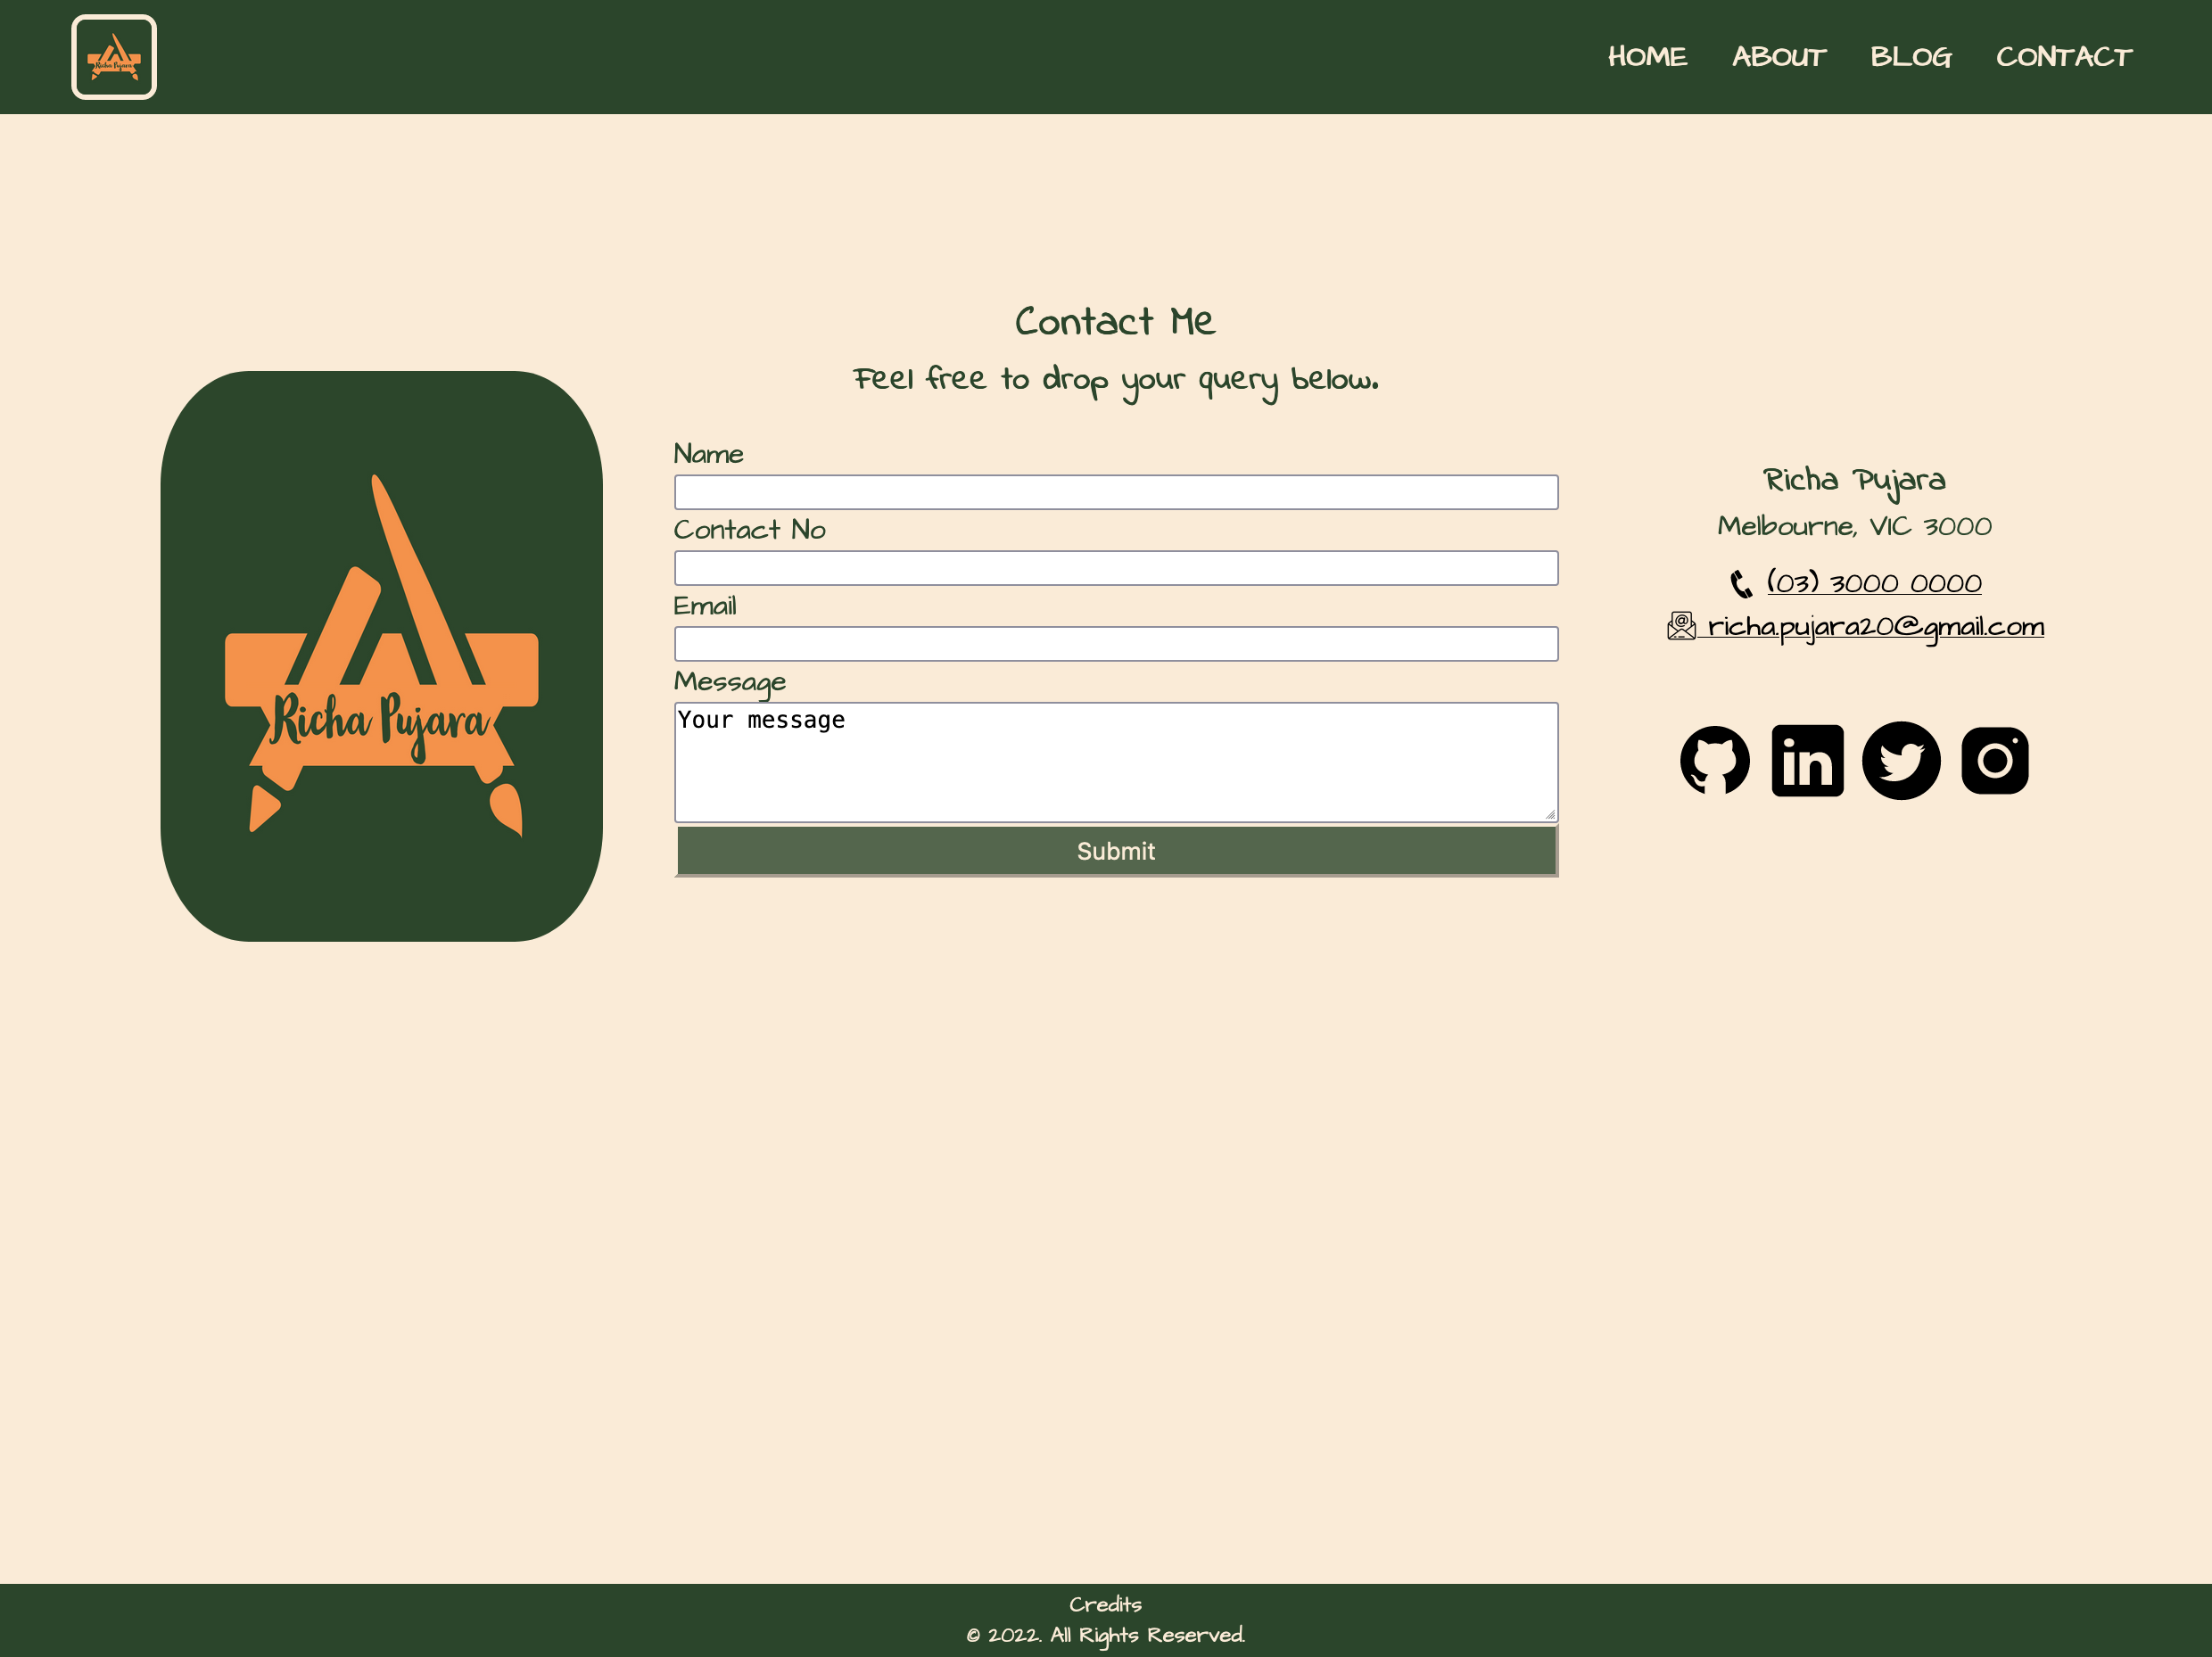 Richa Pujara
HOME ABOUT BLOG CONTACT
Contact Me
Feel free to drop your query below.
Richa Pujara
Name
Contact No
Email
Message
Your message
Submit
Richa Pujara
Melbourne, VIC 3000
(03) 3000 0000
richa.pujara20@gmail.com
in
Credits
© 2022. All Rights Reserved.